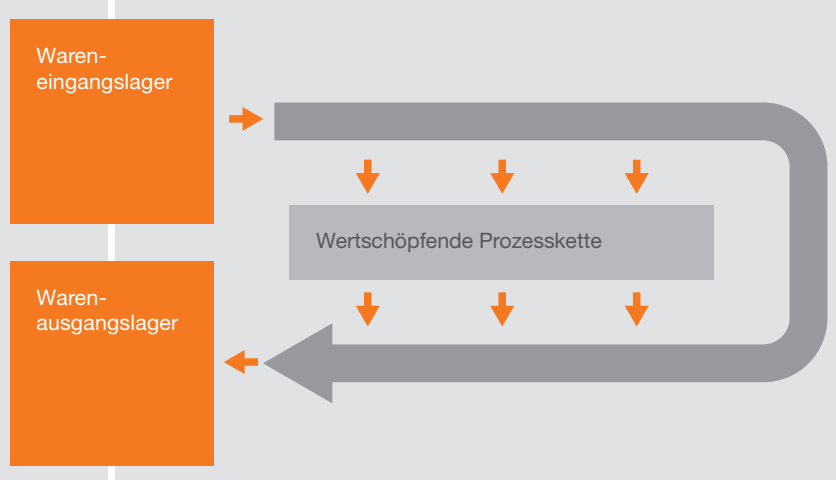 Waren-
eingangslager
Wertschöpfende Prozesskette
Waren-
ausgangslager